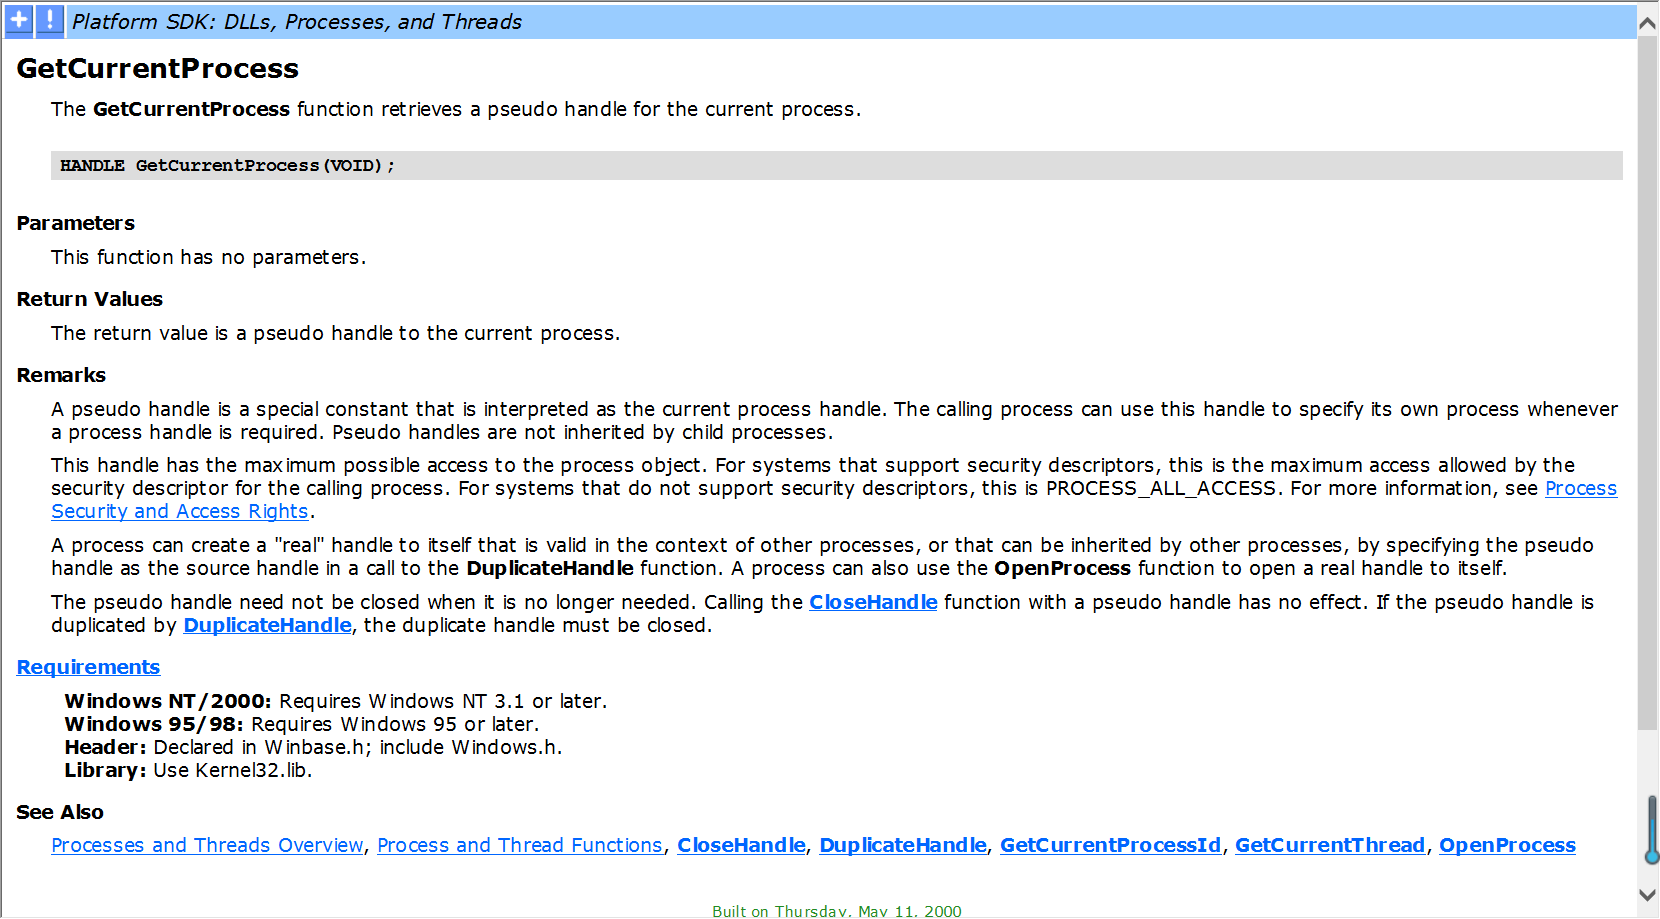 Platform SDK: DLLs, Processes, and Threads
GetCurrentProcess
The GetCurrentProcess function retrieves a pseudo handle for the current process.
HANDLE GetCurrentProcess(VOID);
Parameters
This function has no parameters.
Return Values
The return value is a pseudo handle to the current process.
Remarks
A pseudo handle is a special constant that is interpreted as the current process handle. The calling process can use this handle to specify its own process whenever
a process handle is required. Pseudo handles are not inherited by child processes.
This handle has the maximum possible access to the process object. For systems that support security descriptors, this is the maximum access allowed by the
security descriptor for the calling process. For systems that do not support security descriptors, this is PROCESS_ALL_ACCESS. For more information, see Process
Security and Access Rights.
A process can create a "real" handle to itself that is valid in the context of other processes, or that can be inherited by other processes, by specifying the pseudo
handle as the source handle in a call to the DuplicateHandle function. A process can also use the OpenProcess function to open a real handle to itself.
The pseudo handle need not be closed when it is no longer needed. Calling the CloseHandle function with a pseudo handle has no effect. If the pseudo handle is
duplicated by DuplicateHandle, the duplicate handle must be closed.
Requirements
Windows NT/2000: Requires Windows NT 3.1 or later.
Windows 95/98: Requires Windows 95 or later.
Header: Declared in Winbase.h; include Windows.h.
Library: Use Kernel32.lib.
See Also
Processes and Threads Overview, Process and Thread Functions, CloseHandle, DuplicateHandle, GetCurrentProcessId, GetCurrentThread, OpenProcess
Built on Thursday, May 11, 2000